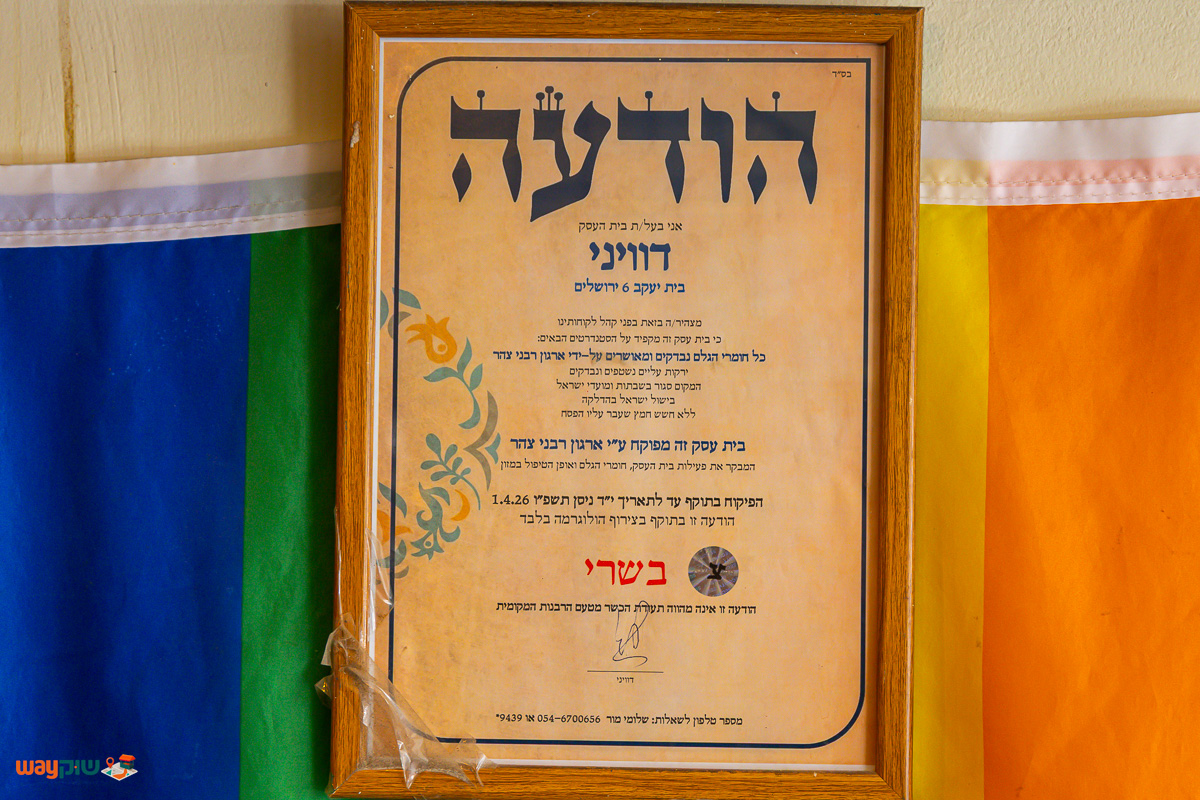 בס״ד
הודעה
אני בעל/ת בית העסק
דוויני
בית יעקב 6 ירושלים
מצהיר/ה בזאת בפני קהל לקוחותינו
כי בית עסק זה מקפיד על הסטנדרטים הבאים:
כל חומרי הגלם נבדקים ומאושרים על-ידי ארגון רבני צהר
ירקות עליים נשטפים ונבדקים
המקום סגור בשבתות ומועדי ישראל
בישול ישראל בהדלקה
ללא חשש חמץ שעבר עליו הפסח
בית עסק זה מפוקח ע״י ארגון רבני צהר
המבקר את פעילות בית העסק, חומרי הגלם ואופן הטיפול במזון
הפיקוח בתוקף עד לתאריך י״ד ניסן תשפ״ו 1.4.26
הודעה זו בתוקף בצירוף הולוגרמה בלבד
צ בשרי
הודעה זו אינה מהווה תעודת הכשר מטעם הרבנות המקומית
דוויני
מספר טלפון לשאלות: שלומי מור 054-6700656 או 9439*
שוק way